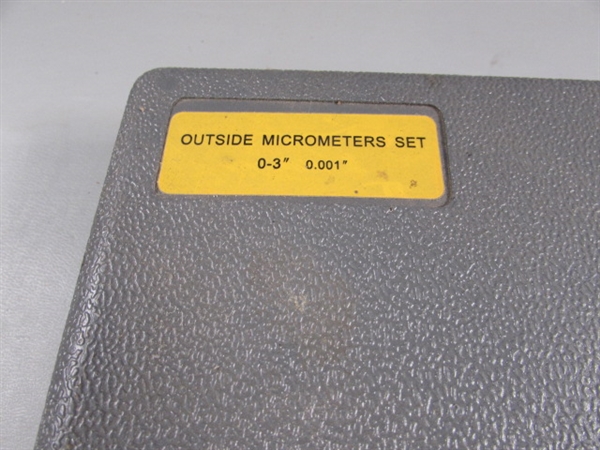 OUTSIDE MICROMETERS SET
0-3" 0.001"